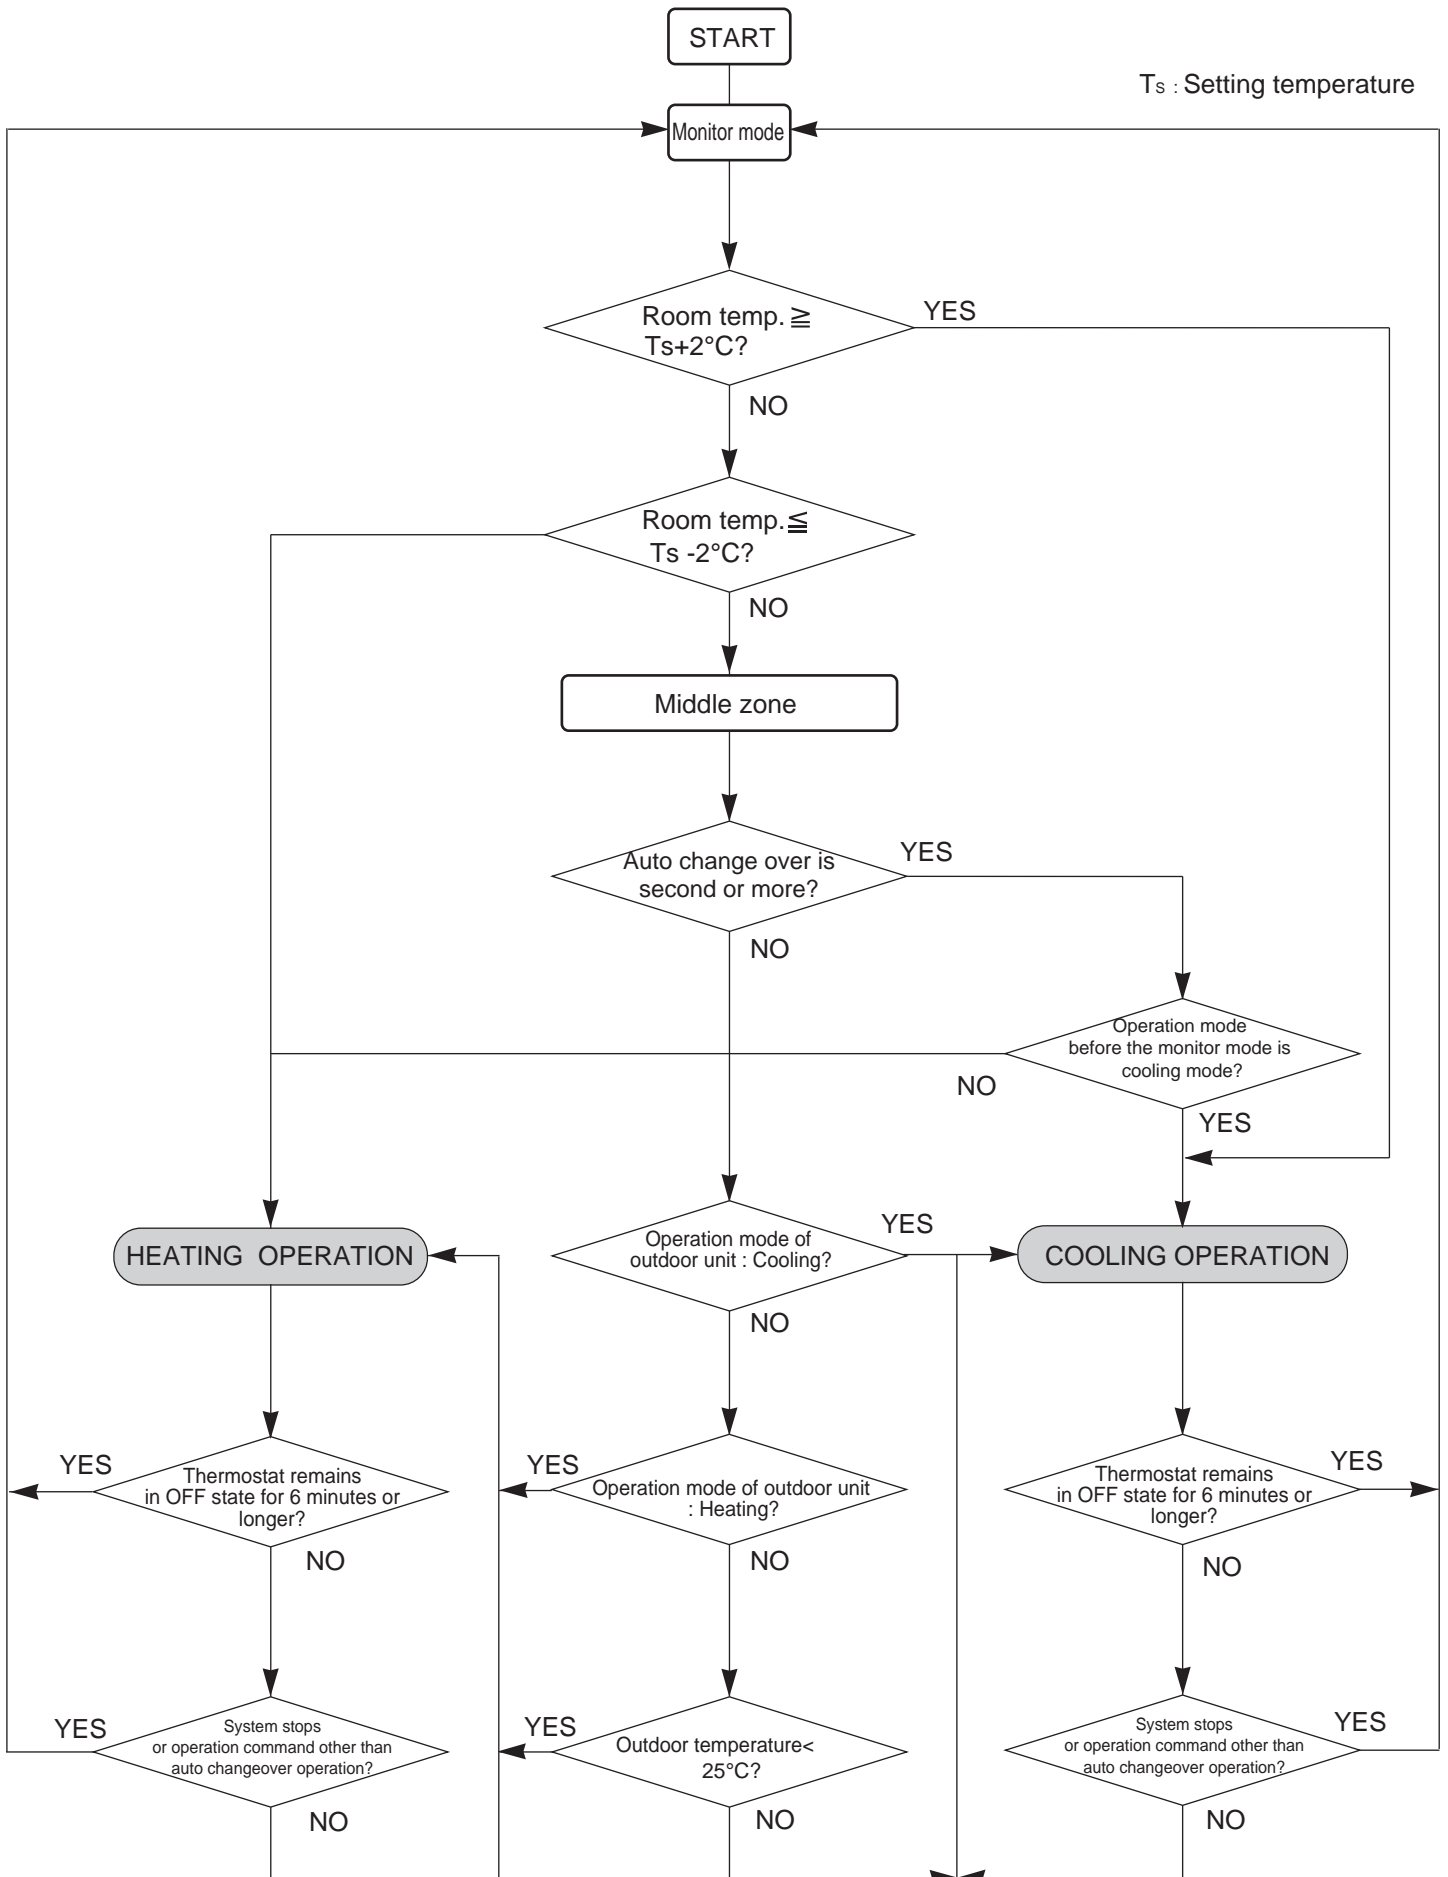 START
Ts : Setting temperature
Monitor mode
Room temp. ≧
Ts+2°C?
YES
NO
Room temp.≦
Ts -2°C?
NO
Middle zone
Auto change over is
second or more?
YES
NO
Operation mode
before the monitor mode is
cooling mode?
NO
YES
HEATING OPERATION
Operation mode of
outdoor unit : Cooling?
YES
NO
COOLING OPERATION
YES
Thermostat remains
in OFF state for 6 minutes or
longer?
NO
YES
Operation mode of outdoor unit
: Heating?
NO
Thermostat remains
in OFF state for 6 minutes or
longer?
YES
NO
YES
System stops
or operation command other than
auto changeover operation?
NO
YES
Outdoor temperature<
25°C?
NO
System stops
or operation command other than
auto changeover operation?
YES
NO